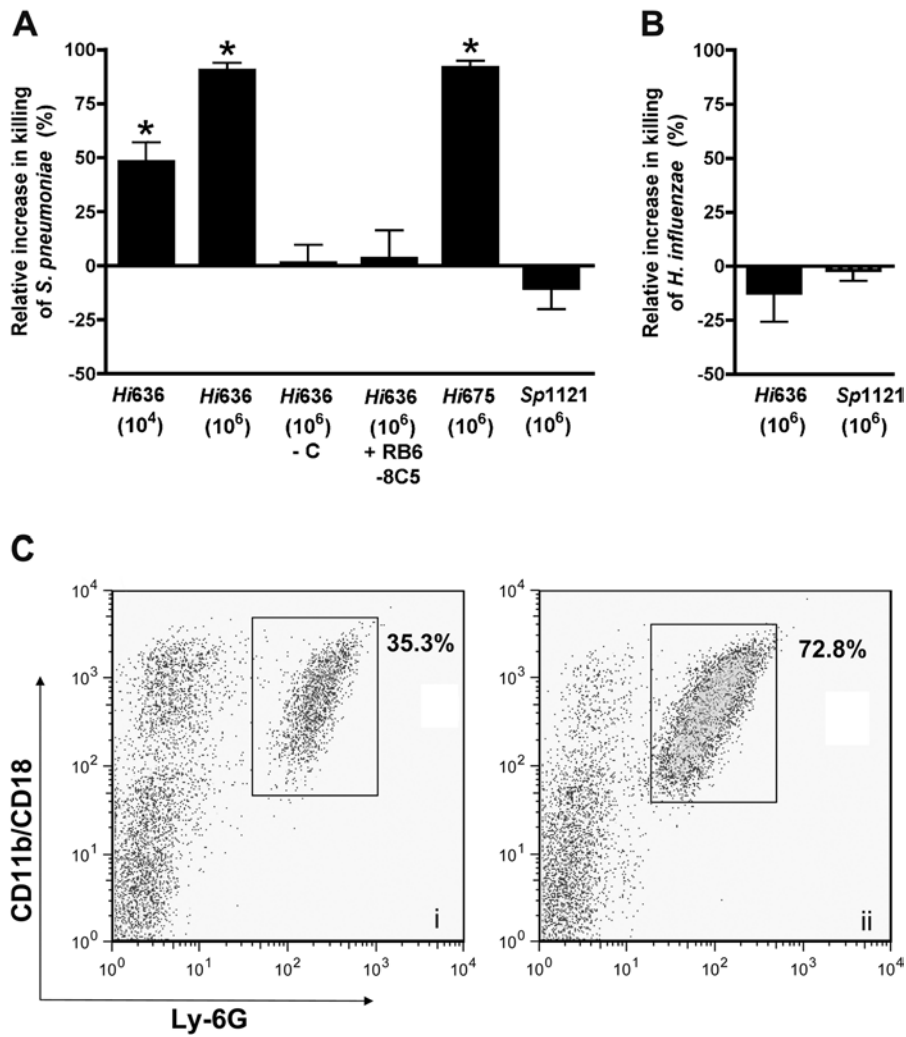 A
Relative increase in killing
of S. pneumoniae (%)
100
75
50
25
0
-25
-50
*
*
*
Hi636
(10⁴)
Hi636
(10⁶)
Hi636
(10⁶)
- C
Hi636
(10⁶)
+ RB6
-8C5
Hi675
(10⁶)
Sp1121
(10⁶)
B
Relative increase in killing
of H. influenzae (%)
100
75
50
25
0
-25
-50
Hi636
(10⁶)
Sp1121
(10⁶)
C
CD11b/CD18
Ly-6G
10⁴
10³
10²
10¹
10⁰
10⁰ 10¹ 10² 10³ 10⁴
35.3%
i
10⁴
10³
10²
10¹
10⁰
10⁰ 10¹ 10² 10³ 10⁴
72.8%
ii